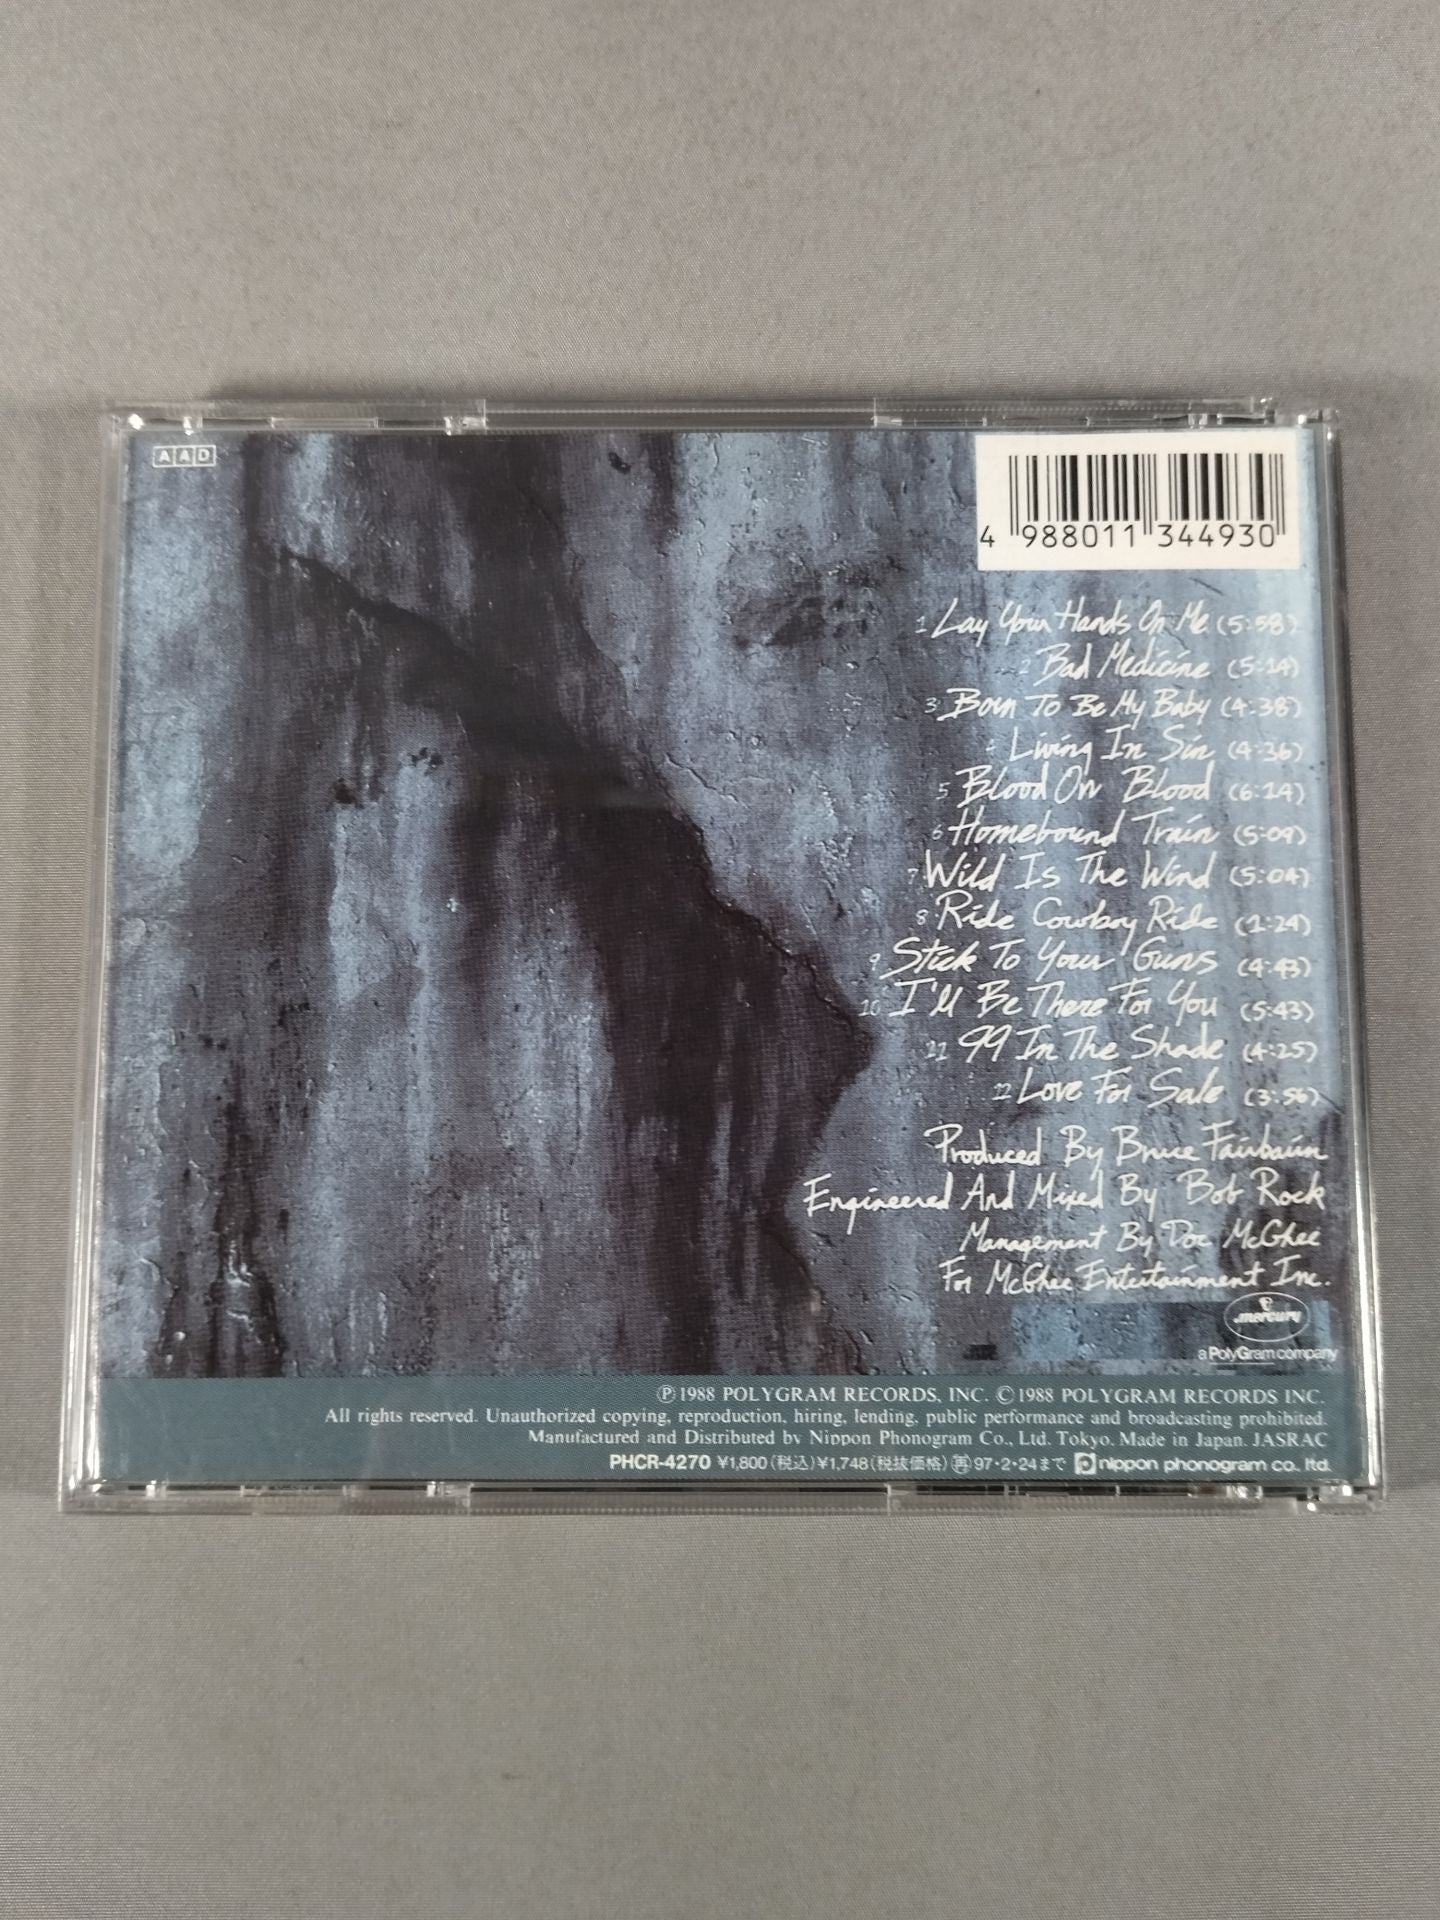 AAD
4 988011 344930
1 Lay Your Hands On Me (5:58)
2 Bad Medicine (5:14)
3 Born To Be My Baby (4:38)
4 Living In Sin (4:36)
5 Blood On Blood (6:14)
6 Homebound Train (5:09)
7 Wild Is The Wind (5:04)
8 Ride Cowboy Ride (1:24)
9 Stick To Your Guns (4:43)
10 I'll Be There For You (5:43)
11 99 In The Shade (4:25)
12 Love For Sale (3:56)
Produced By Bruce Fairbairn
Engineered And Mixed By Bob Rock
Management By Doc McGhee
For McGhee Entertainment Inc.
mercury
a PolyGram company
Ⓟ 1988 POLYGRAM RECORDS, INC. © 1988 POLYGRAM RECORDS INC.
All rights reserved. Unauthorized copying, reproduction, hiring, lending, public performance and broadcasting prohibited.
Manufactured and Distributed by Nippon Phonogram Co., Ltd. Tokyo. Made in Japan. JASRAC
PHCR-4270 ¥1,800(税込)¥1,748(税抜価格)㊞97・2・24まで nippon phonogram co., ltd.